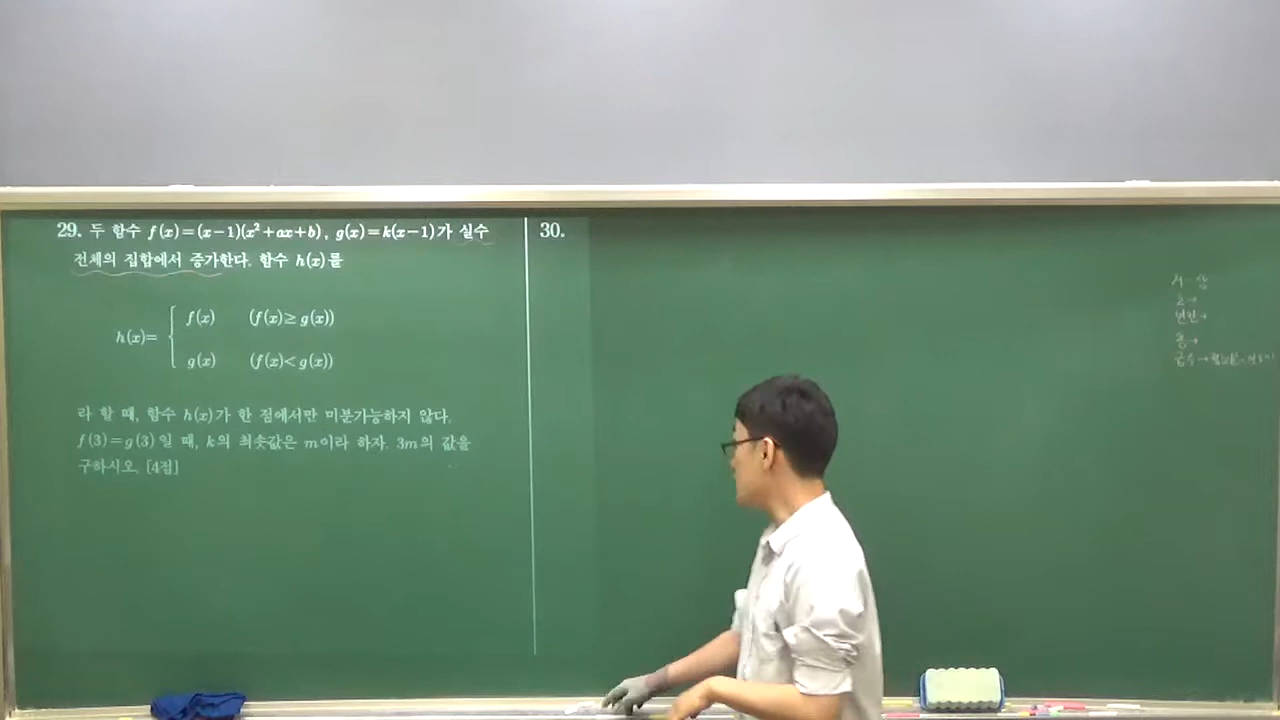 29. 두 함수 f(x)=(x-1)(x²+ax+b), g(x)=k(x-1)가 실수
전체의 집합에서 증가한다. 함수 h(x)를
h(x)= { f(x) (f(x)≥g(x))
g(x) (f(x)<g(x))
라 할 때, 함수 h(x)가 한 점에서만 미분가능하지 않다.
f(3)=g(3)일 때, k의 최솟값은 m이라 하자. 3m의 값을
구하시오. [4점]
30.